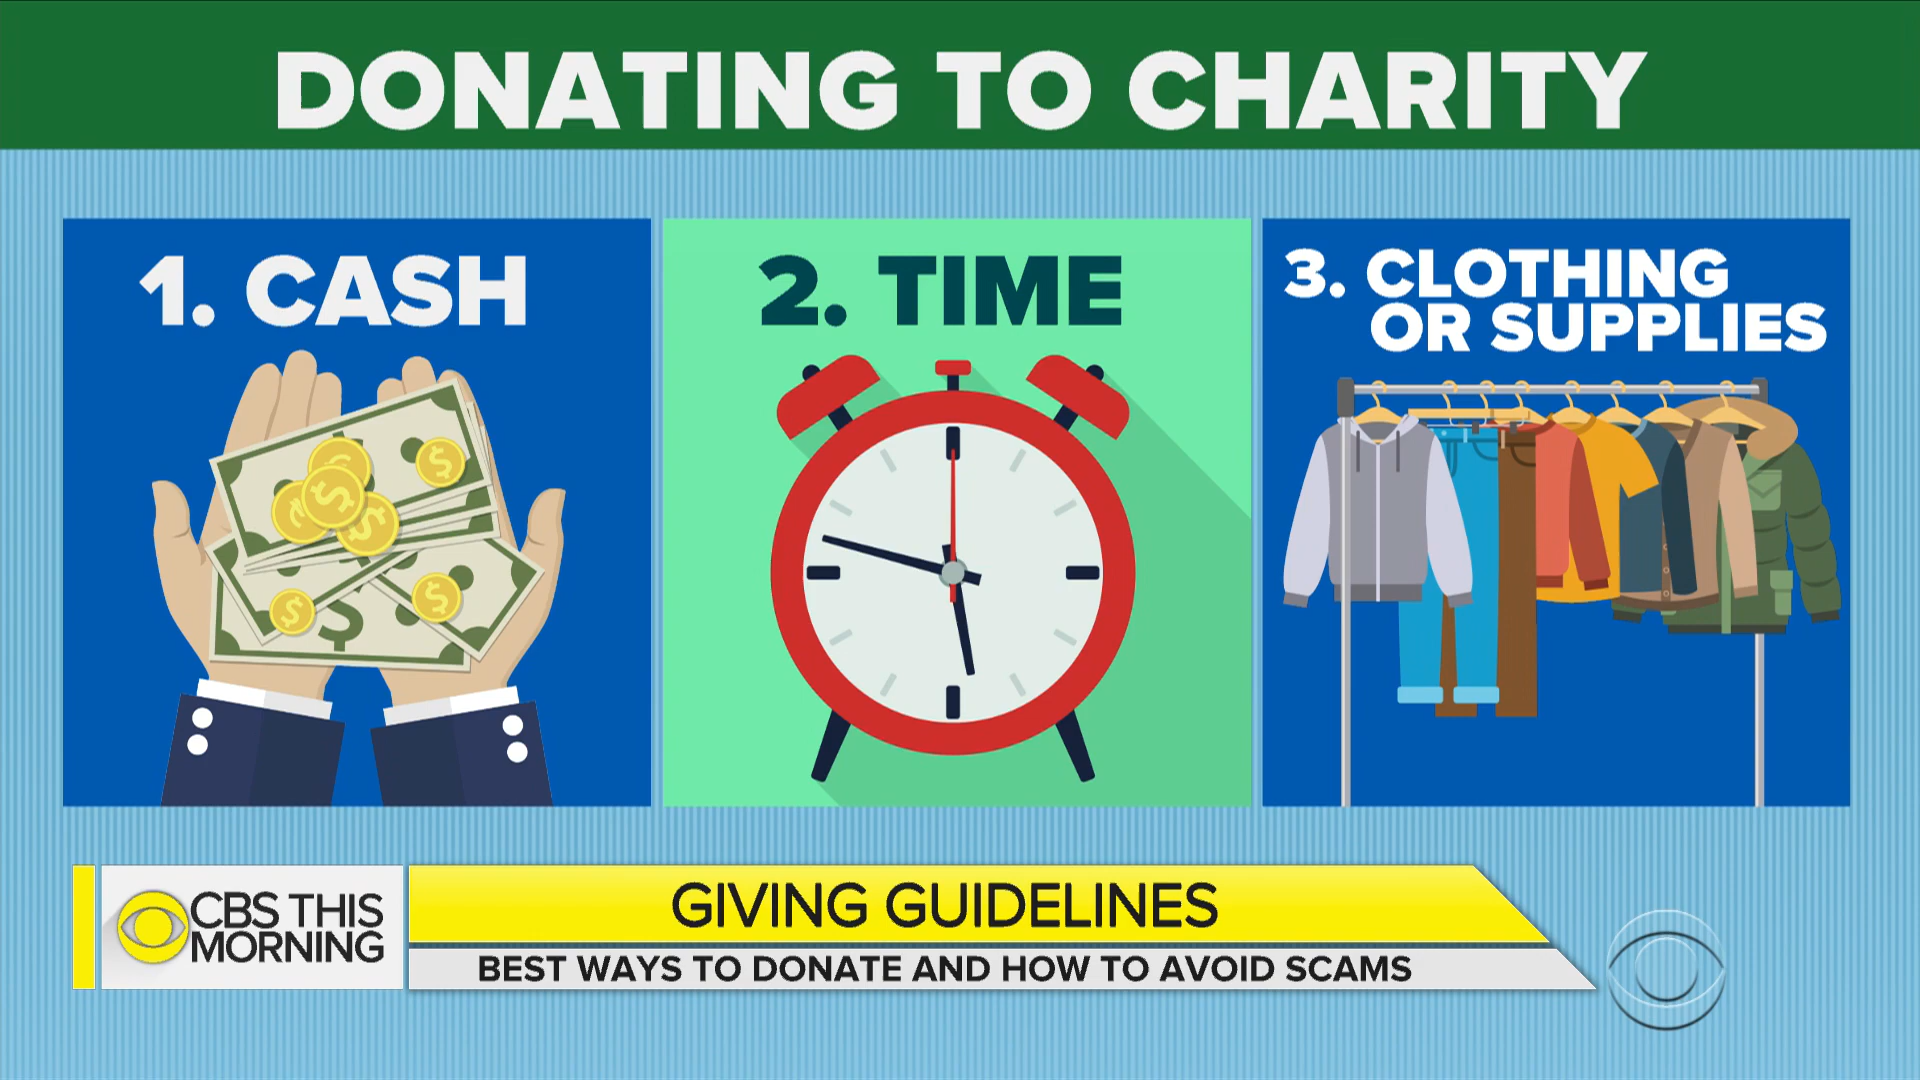 DONATING TO CHARITY
1. CASH
2. TIME
3. CLOTHING
OR SUPPLIES
CBS THIS
MORNING
GIVING GUIDELINES
BEST WAYS TO DONATE AND HOW TO AVOID SCAMS